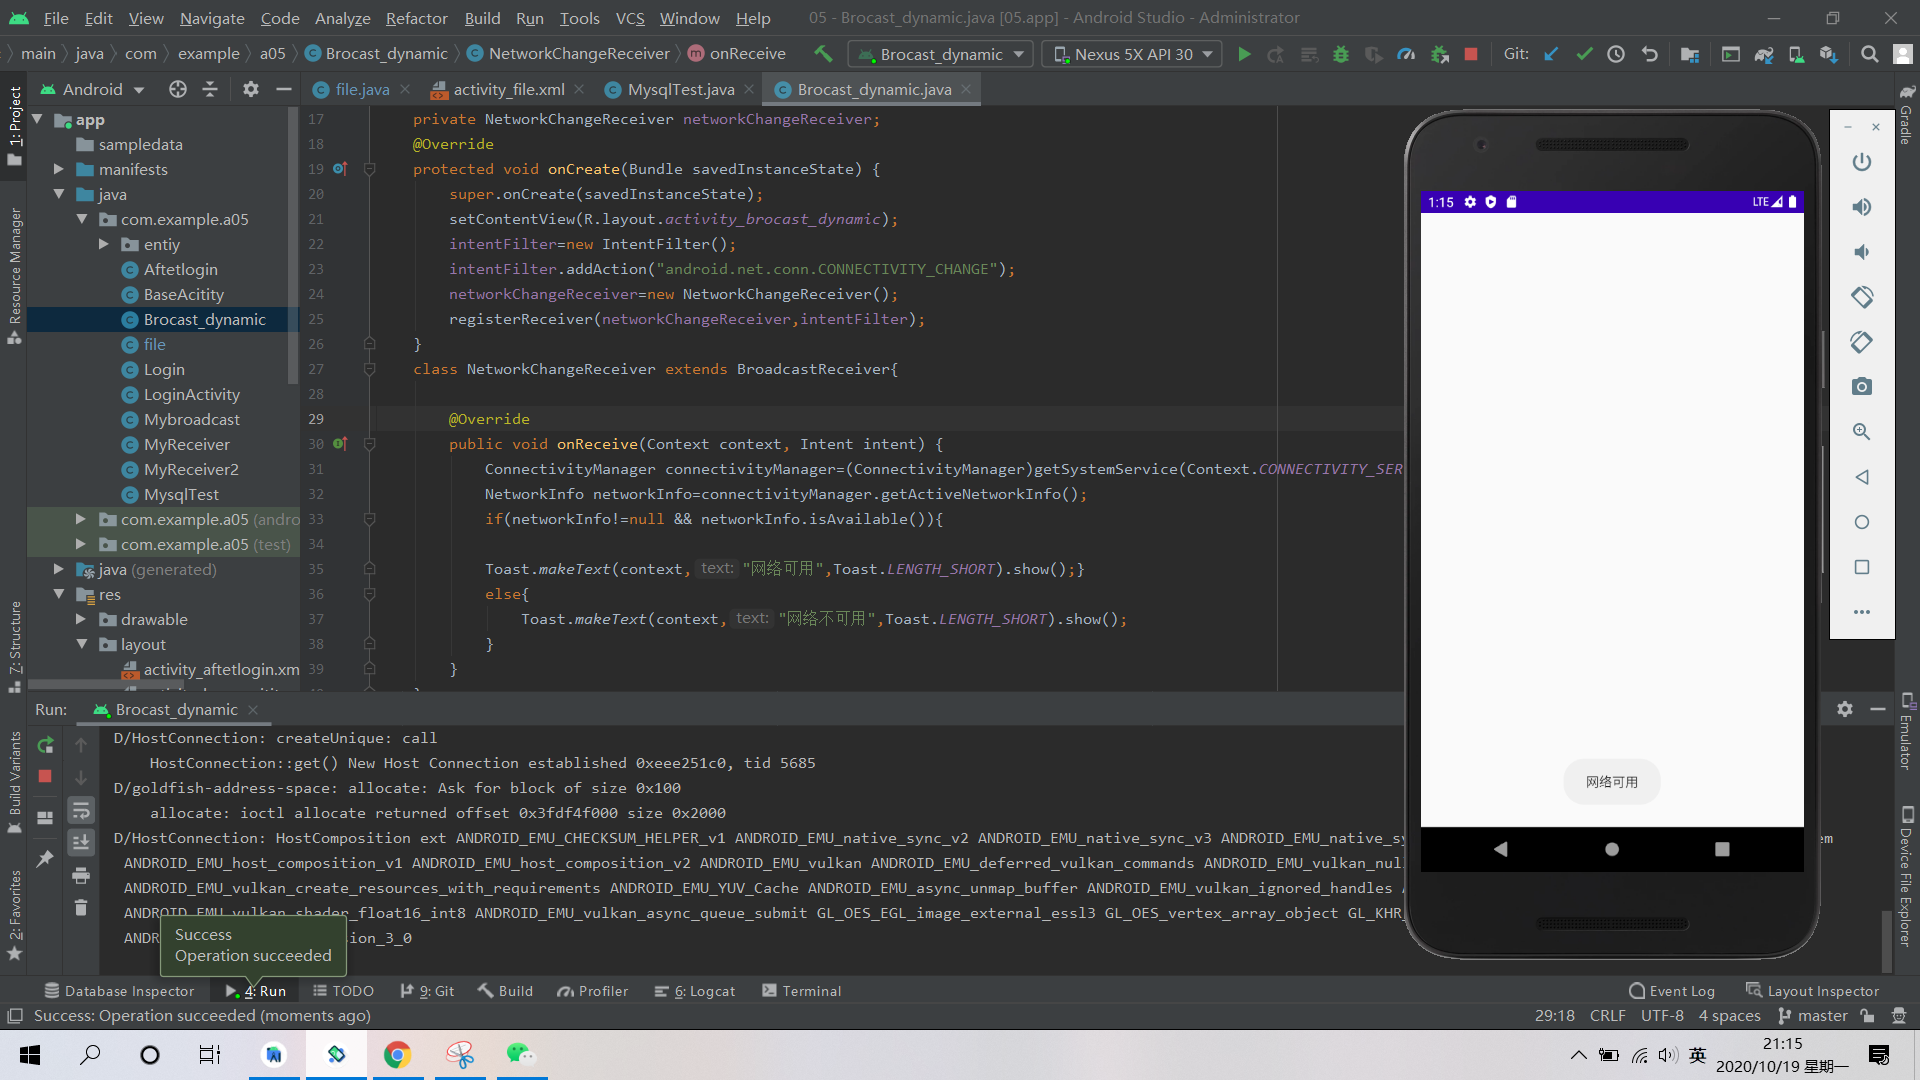 File Edit View Navigate Code Analyze Refactor Build Run Tools VCS Window Help 05 - Brocast_dynamic.java [05.app] - Android Studio - Administrator
main java com example a05 Brocast_dynamic NetworkChangeReceiver onReceive Brocast_dynamic Nexus 5X API 30 Git:
Android file.java activity_file.xml MysqlTest.java Brocast_dynamic.java
1: Project
Resource Manager
Z: Structure
Build Variants
2: Favorites
app
sampledata
manifests
java
com.example.a05
entiy
Aftetlogin
BaseAcitity
Brocast_dynamic
file
Login
LoginActivity
Mybroadcast
MyReceiver
MyReceiver2
MysqlTest
com.example.a05 (andro
com.example.a05 (test)
java (generated)
res
drawable
layout
activity_aftetlogin.xm
17 private NetworkChangeReceiver networkChangeReceiver;
18 @Override
19 protected void onCreate(Bundle savedInstanceState) {
20 super.onCreate(savedInstanceState);
21 setContentView(R.layout.activity_brocast_dynamic);
22 intentFilter=new IntentFilter();
23 intentFilter.addAction("android.net.conn.CONNECTIVITY_CHANGE");
24 networkChangeReceiver=new NetworkChangeReceiver();
25 registerReceiver(networkChangeReceiver,intentFilter);
26 }
27 class NetworkChangeReceiver extends BroadcastReceiver{
28
29 @Override
30 public void onReceive(Context context, Intent intent) {
31 ConnectivityManager connectivityManager=(ConnectivityManager)getSystemService(Context.CONNECTIVITY_SER
32 NetworkInfo networkInfo=connectivityManager.getActiveNetworkInfo();
33 if(networkInfo!=null && networkInfo.isAvailable()){
34
35 Toast.makeText(context, text: "网络可用",Toast.LENGTH_SHORT).show();}
36 else{
37 Toast.makeText(context, text: "网络不可用",Toast.LENGTH_SHORT).show();
38 }
39 }
1:15 LTE
网络可用
Gradle
Emulator
Device File Explorer
Run: Brocast_dynamic
D/HostConnection: createUnique: call
HostConnection::get() New Host Connection established 0xeee251c0, tid 5685
D/goldfish-address-space: allocate: Ask for block of size 0x100
allocate: ioctl allocate returned offset 0x3fdf4f000 size 0x2000
D/HostConnection: HostComposition ext ANDROID_EMU_CHECKSUM_HELPER_v1 ANDROID_EMU_native_sync_v2 ANDROID_EMU_native_sync_v3 ANDROID_EMU_native_sy em
ANDROID_EMU_host_composition_v1 ANDROID_EMU_host_composition_v2 ANDROID_EMU_vulkan ANDROID_EMU_deferred_vulkan_commands ANDROID_EMU_vulkan_nul
ANDROID_EMU_vulkan_create_resources_with_requirements ANDROID_EMU_YUV_Cache ANDROID_EMU_async_unmap_buffer ANDROID_EMU_vulkan_ignored_handles
ANDROID_EMU_vulkan_shader_float16_int8 ANDROID_EMU_vulkan_async_queue_submit GL_OES_EGL_image_external_essl3 GL_OES_vertex_array_object GL_KHR
ANDR sion_3_0
Success
Operation succeeded
Database Inspector 4: Run TODO 9: Git Build Profiler 6: Logcat Terminal Event Log Layout Inspector
Success: Operation succeeded (moments ago) 29:18 CRLF UTF-8 4 spaces master
英 21:15
2020/10/19 星期一